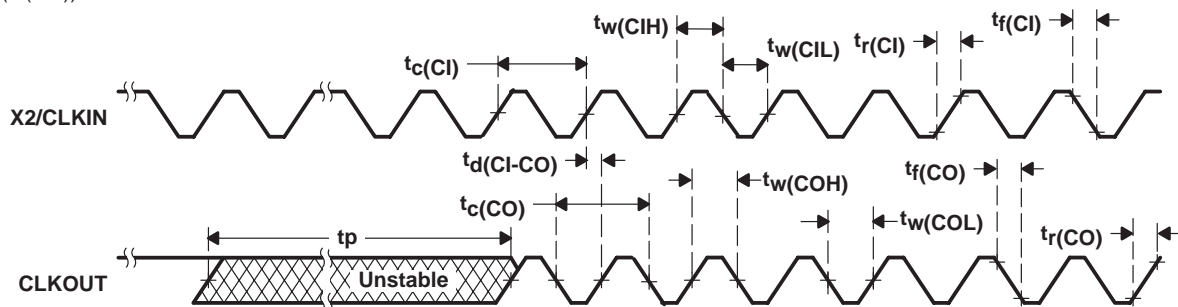 tw(CIH)
tw(CIL)
tr(CI)
tf(CI)
tc(CI)
X2/CLKIN
td(CI-CO)
tf(CO)
tw(COH)
tc(CO)
tw(COL)
tr(CO)
tp
CLKOUT
Unstable